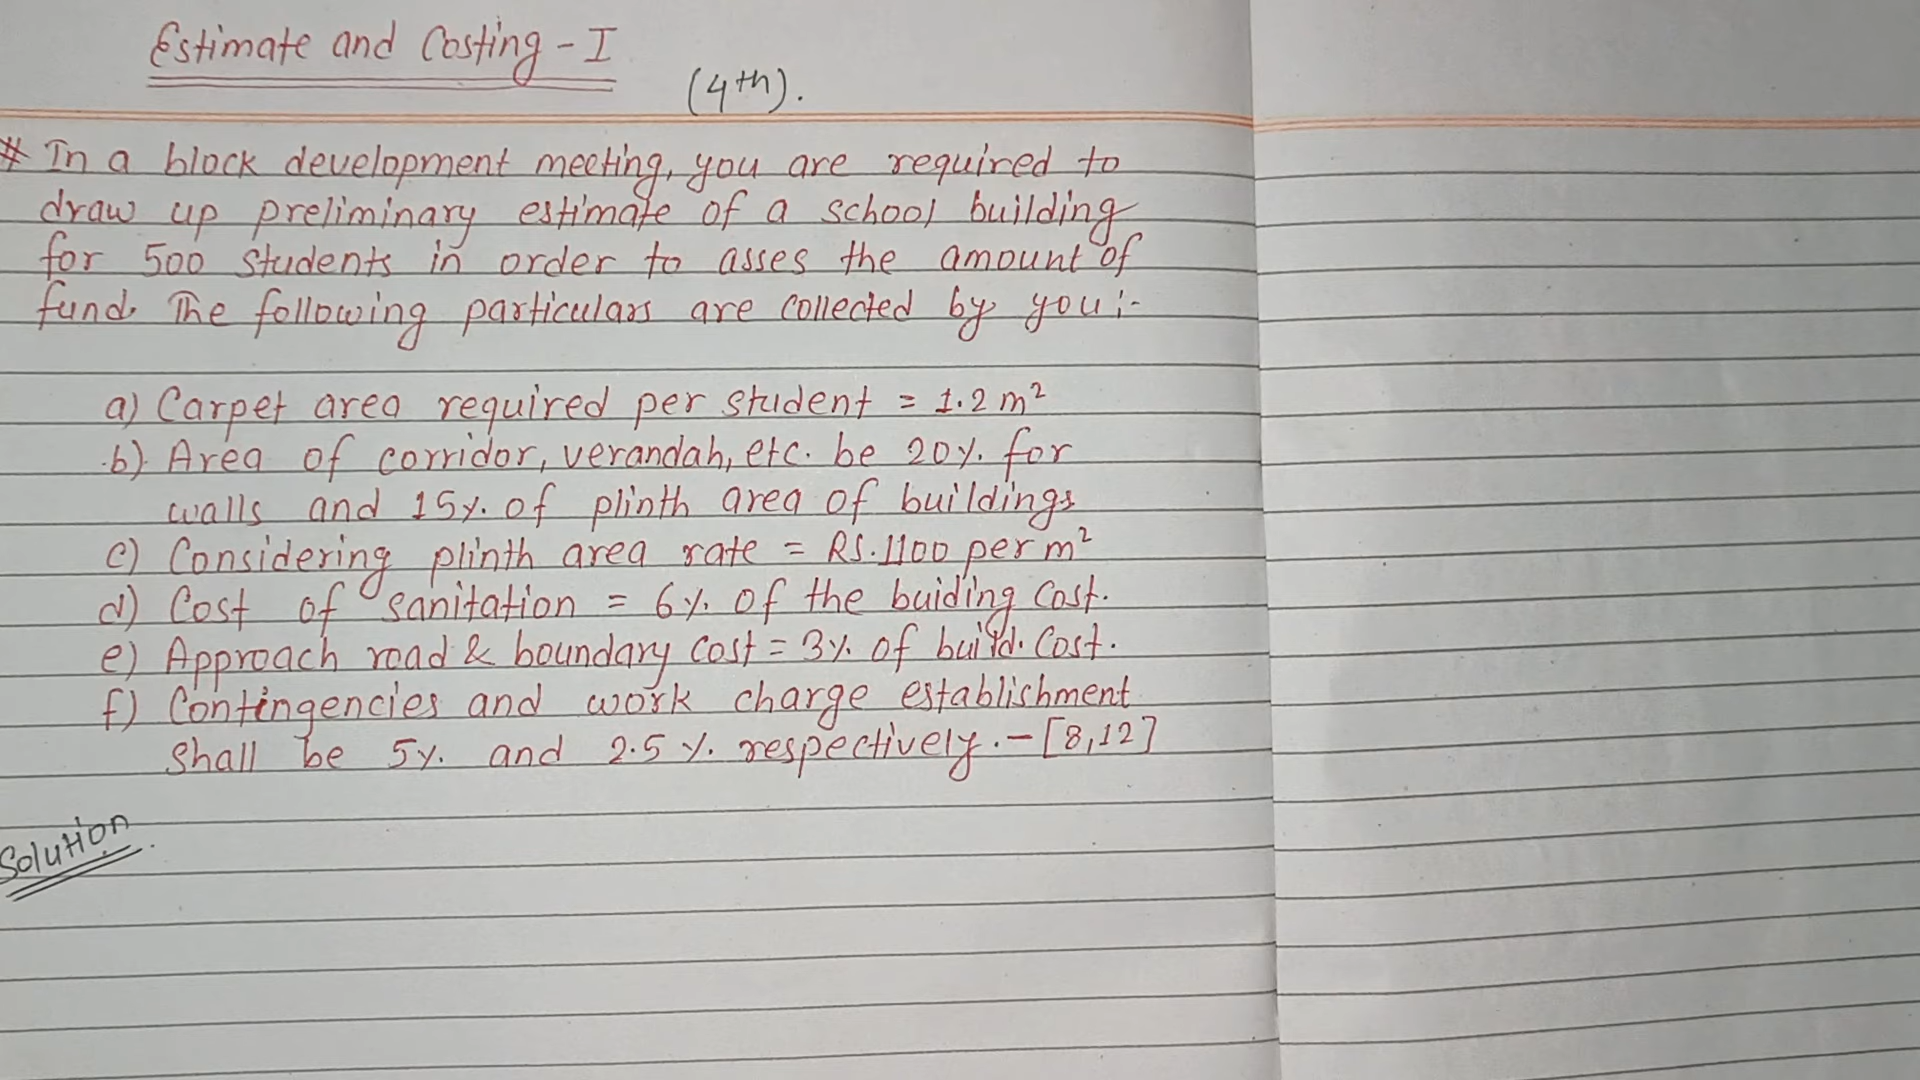 Estimate and Costing - I
(4th).
# In a block development meeting, you are required to
draw up preliminary estimate of a school building
for 500 students in order to asses the amount of
fund. The following particulars are collected by you :-
a) Carpet area required per student = 1.2 m²
b) Area of corridor, verandah, etc. be 20%. for
walls and 15%. of plinth area of buildings
c) Considering plinth area rate = RS. 1100 per m²
d) Cost of sanitation = 6%. of the buiding Cost.
e) Approach road & boundary Cost = 3%. of build. Cost.
f) Contingencies and work charge establishment
shall be 5%. and 2.5%. respectively. - [8,12]
Solution